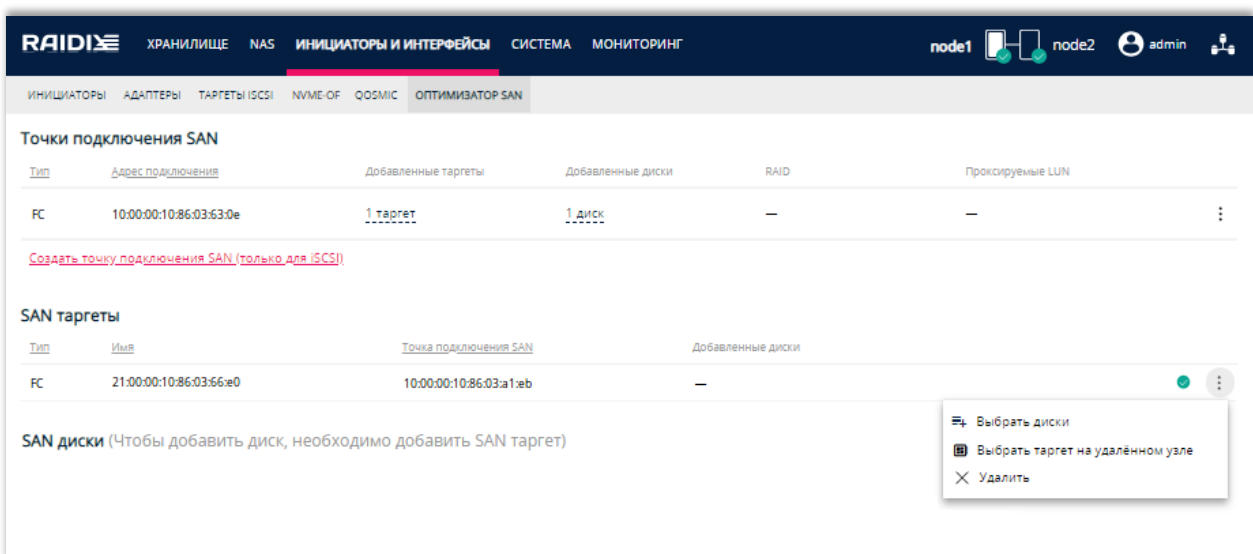 RAIDIX ХРАНИЛИЩЕ NAS ИНИЦИАТОРЫ И ИНТЕРФЕЙСЫ СИСТЕМА МОНИТОРИНГ node1 node2 admin
ИНИЦИАТОРЫ АДАПТЕРЫ ТАРГЕТЫ ISCSI NVME-OF QOSMIC ОПТИМИЗАТОР SAN
Точки подключения SAN
Тип Адрес подключения Добавленные таргеты Добавленные диски RAID Проксируемые LUN
FC 10:00:00:10:86:03:63:0e 1 таргет 1 диск — —
Создать точку подключения SAN (только для iSCSI)
SAN таргеты
Тип Имя Точка подключения SAN Добавленные диски
FC 21:00:00:10:86:03:66:e0 10:00:00:10:86:03:a1:eb —
SAN диски (Чтобы добавить диск, необходимо добавить SAN таргет)
Выбрать диски
Выбрать таргет на удалённом узле
Удалить